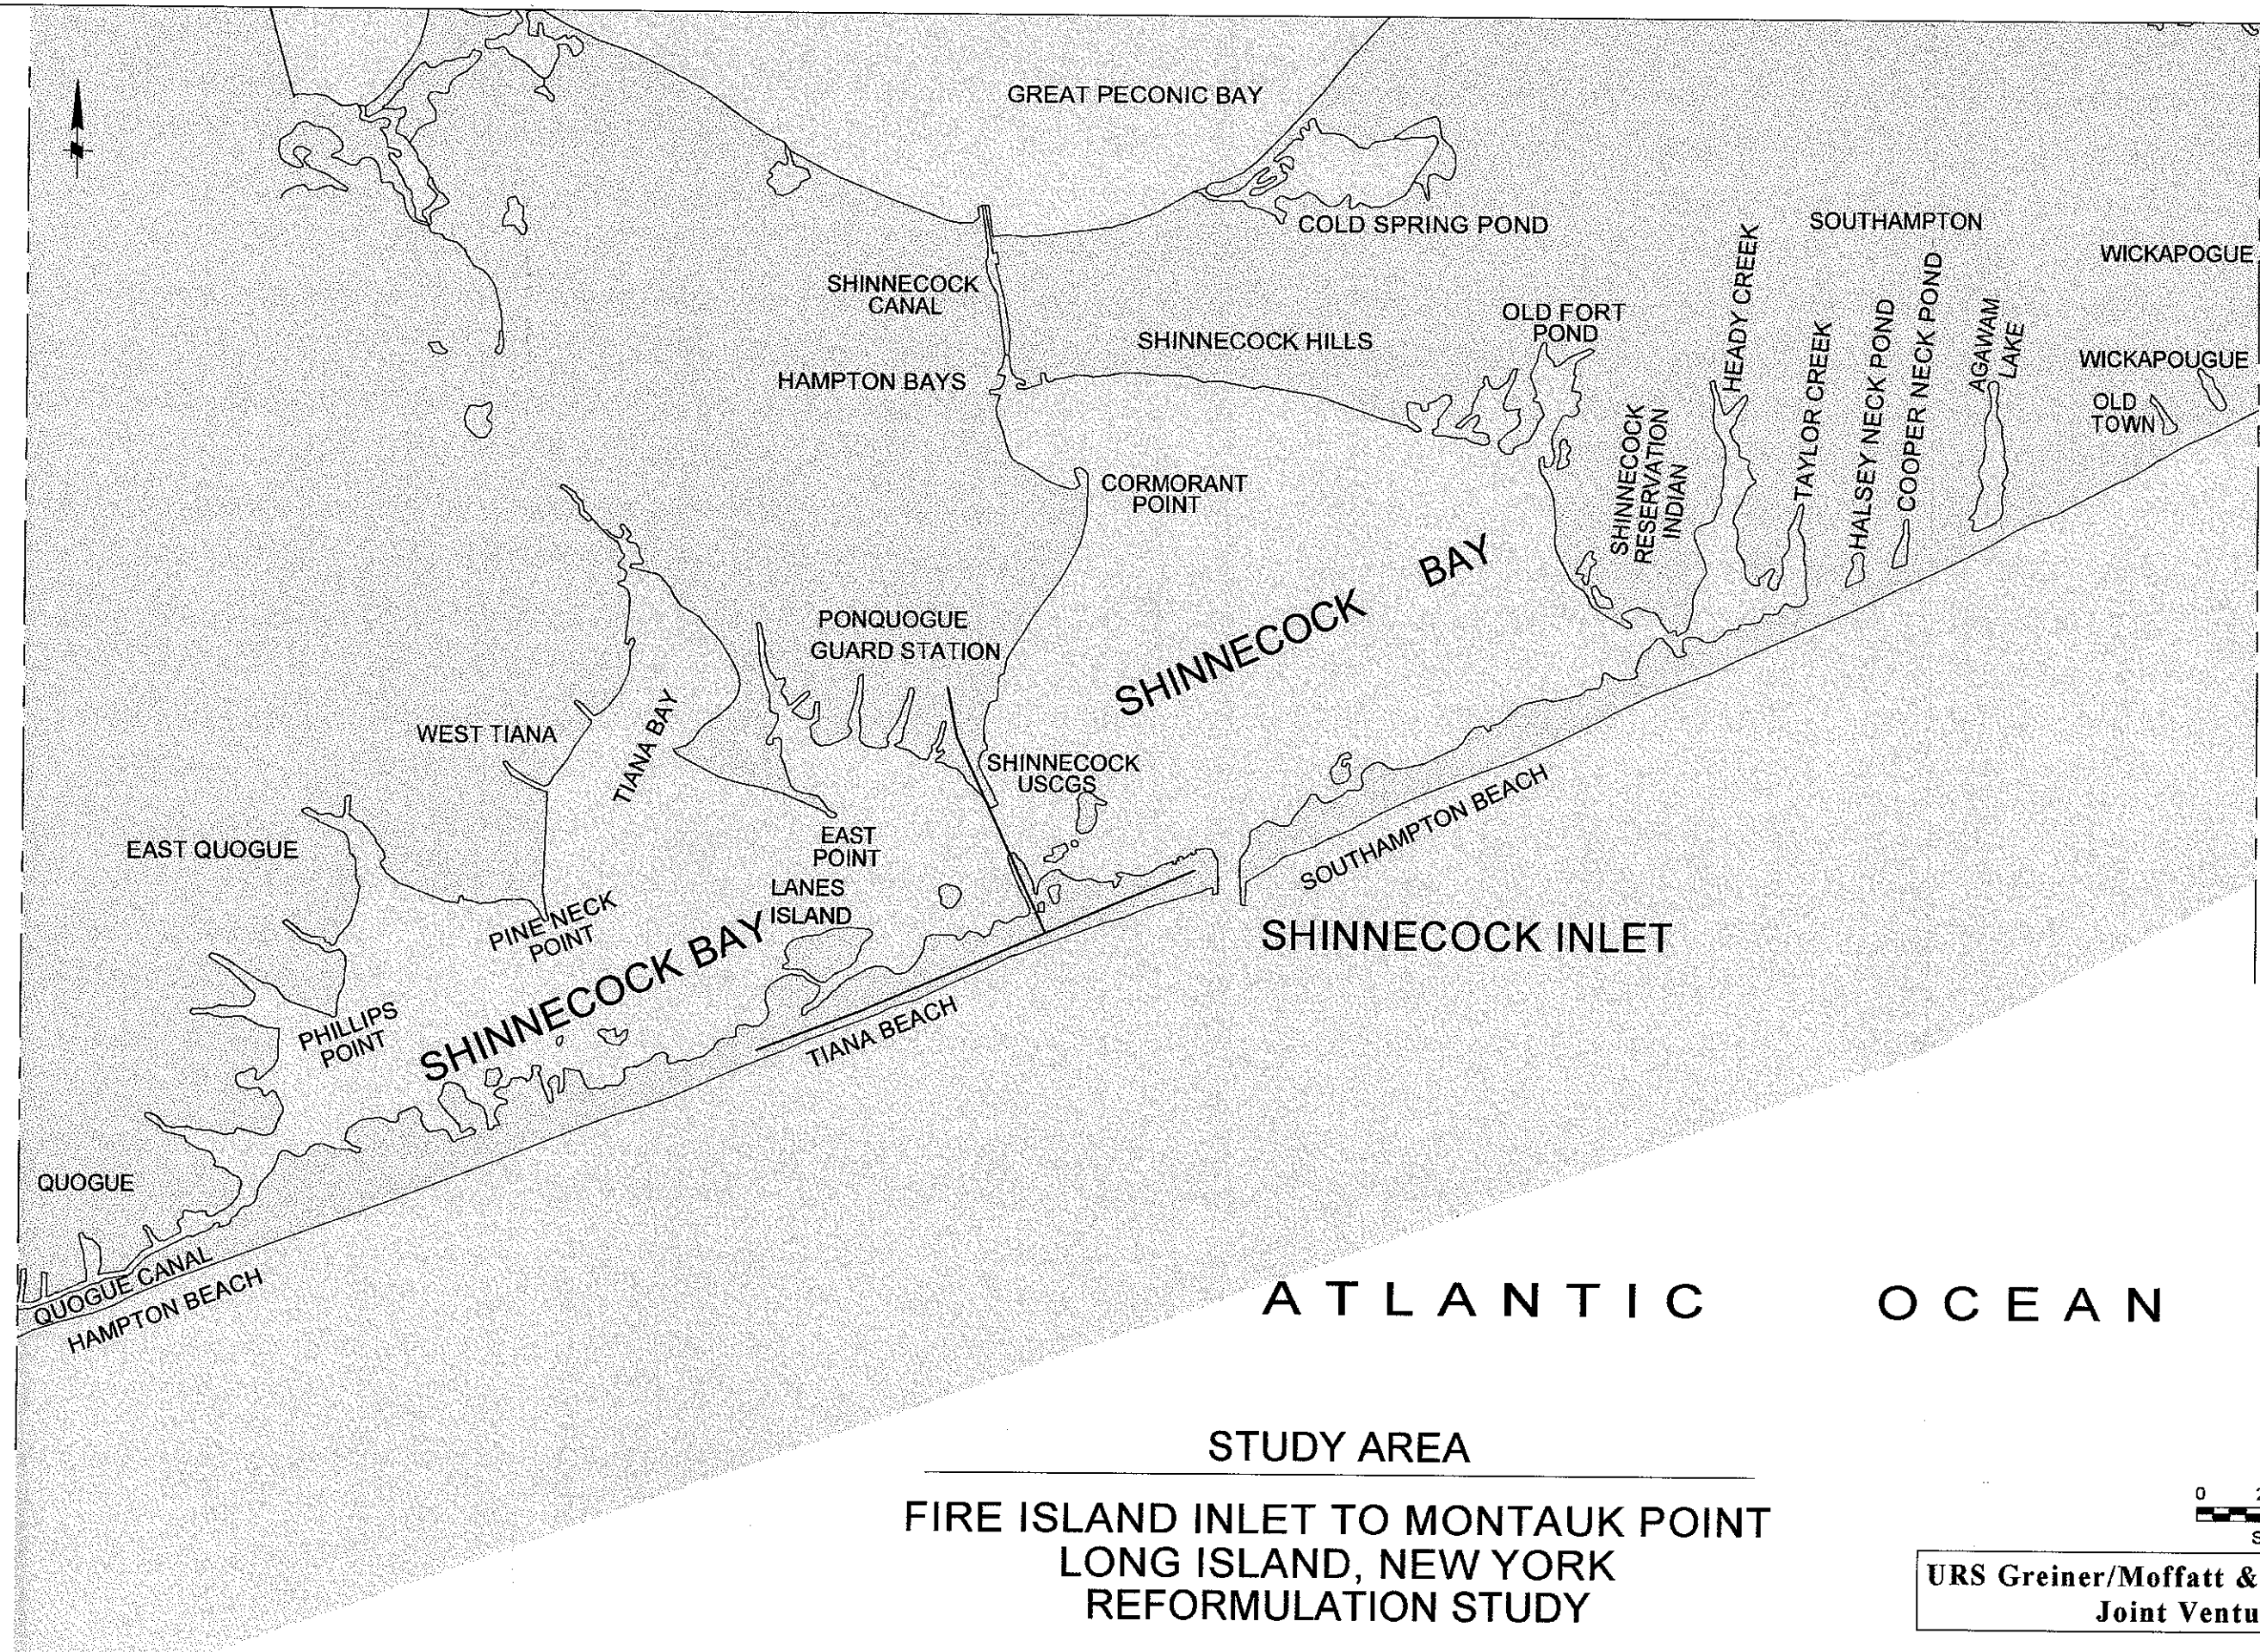 GREAT PECONIC BAY
COLD SPRING POND
SOUTHAMPTON
WICKAPOGUE
SHINNECOCK
CANAL
SHINNECOCK HILLS
OLD FORT
POND
HEADY CREEK
TAYLOR CREEK
HALSEY NECK POND
COOPER NECK POND
AGAWAM
LAKE
WICKAPOUGUE
OLD
TOWN
HAMPTON BAYS
SHINNECOCK
RESERVATION
INDIAN
CORMORANT
POINT
SHINNECOCK BAY
PONQUOGUE
GUARD STATION
WEST TIANA
TIANA BAY
SHINNECOCK
USCGS
EAST QUOGUE
EAST
POINT
LANES
ISLAND
PINE NECK
POINT
SHINNECOCK BAY
SOUTHAMPTON BEACH
SHINNECOCK INLET
PHILLIPS
POINT
TIANA BEACH
QUOGUE
QUOGUE CANAL
HAMPTON BEACH
ATLANTIC OCEAN
STUDY AREA
FIRE ISLAND INLET TO MONTAUK POINT
LONG ISLAND, NEW YORK
REFORMULATION STUDY
0
URS Greiner/Moffatt &
Joint Ventu